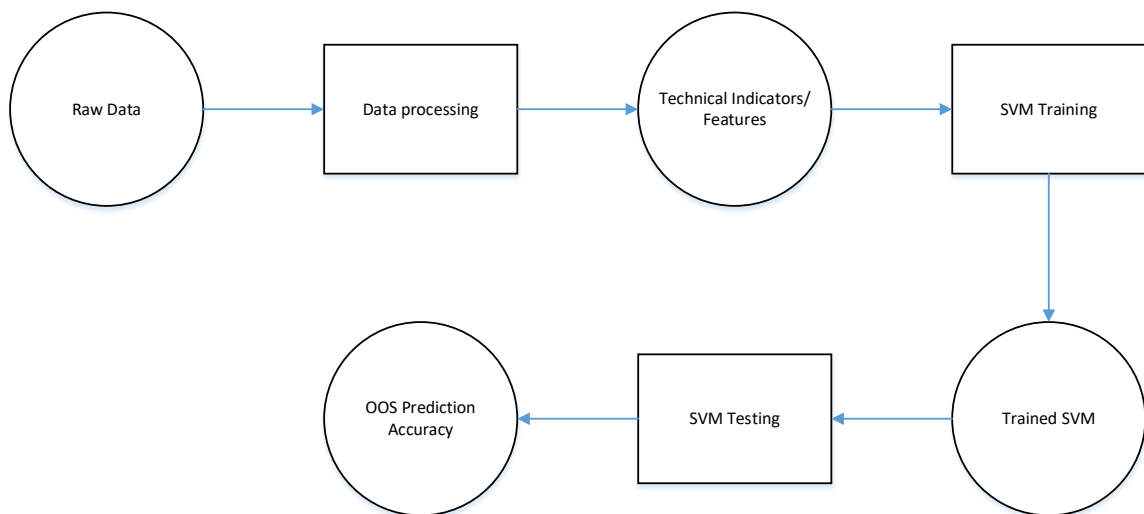 Raw Data
Data processing
Technical Indicators/
Features
SVM Training
OOS Prediction
Accuracy
SVM Testing
Trained SVM